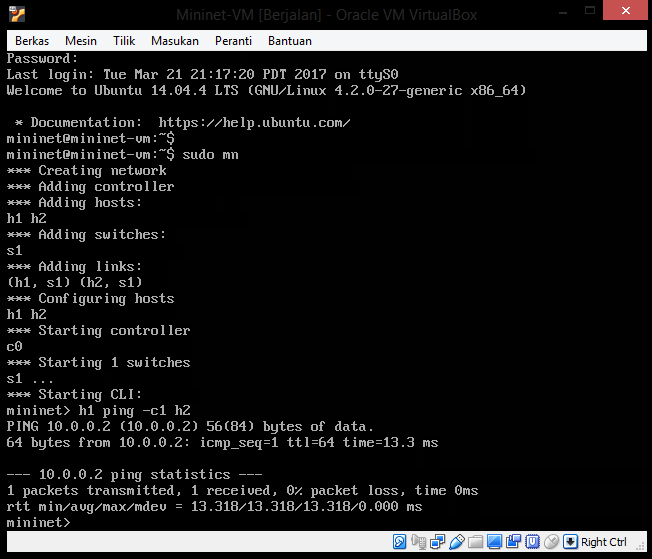 Mininet-VM [Berjalan] - Oracle VM VirtualBox
Berkas Mesin Tilik Masukan Peranti Bantuan
Password:
Last login: Tue Mar 21 21:17:20 PDT 2017 on ttyS0
Welcome to Ubuntu 14.04.4 LTS (GNU/Linux 4.2.0-27-generic x86_64)
* Documentation:  https://help.ubuntu.com/
mininet@mininet-vm:~$
mininet@mininet-vm:~$ sudo mn
*** Creating network
*** Adding controller
*** Adding hosts:
h1 h2
*** Adding switches:
s1
*** Adding links:
(h1, s1) (h2, s1)
*** Configuring hosts
h1 h2
*** Starting controller
c0
*** Starting 1 switches
s1 ...
*** Starting CLI:
mininet> h1 ping -c1 h2
PING 10.0.0.2 (10.0.0.2) 56(84) bytes of data.
64 bytes from 10.0.0.2: icmp_seq=1 ttl=64 time=13.3 ms
--- 10.0.0.2 ping statistics ---
1 packets transmitted, 1 received, 0% packet loss, time 0ms
rtt min/avg/max/mdev = 13.318/13.318/13.318/0.000 ms
mininet>
Right Ctrl